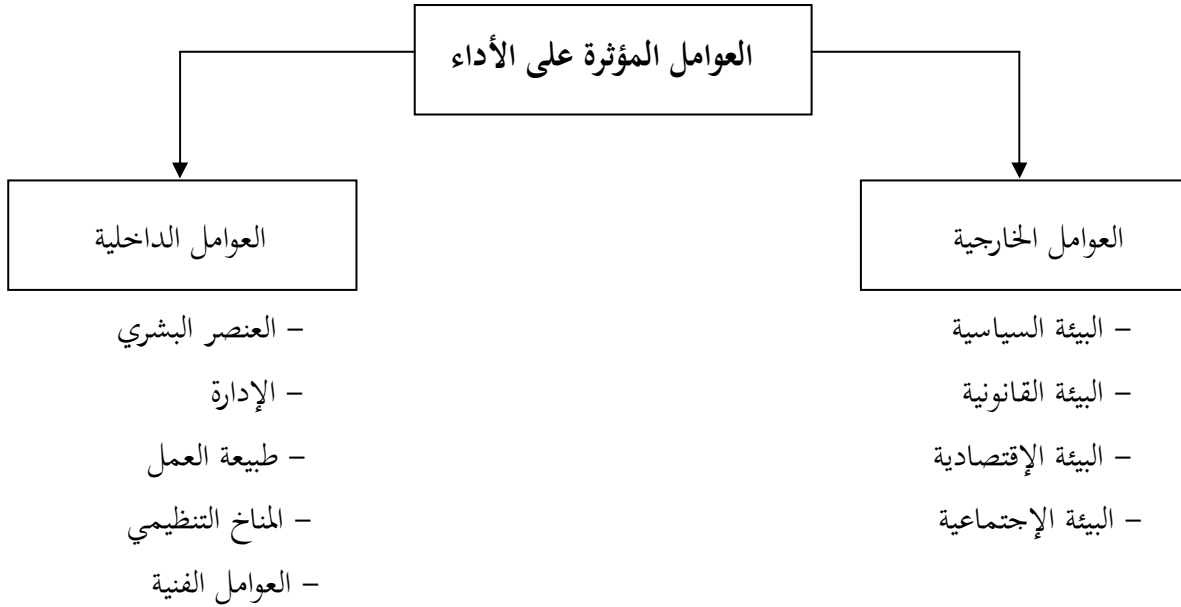 العوامل المؤثرة على الأداء
العوامل الخارجية
– البيئة السياسية
– البيئة القانونية
– البيئة الإقتصادية
– البيئة الإجتماعية
العوامل الداخلية
– العنصر البشري
– الإدارة
– طبيعة العمل
– المناخ التنظيمي
– العوامل الفنية